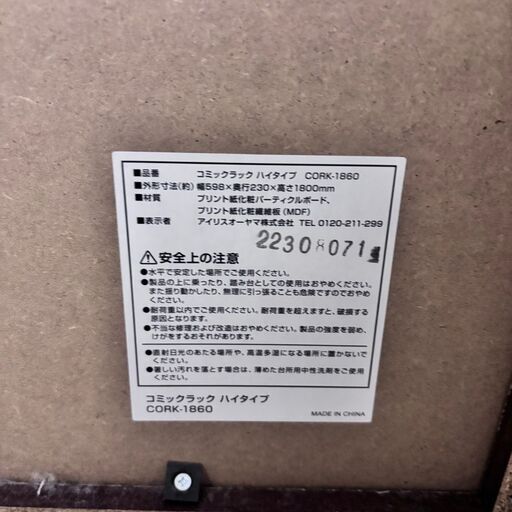 ■品番 コミックラック ハイタイプ CORK-1860
■外形寸法(約) 幅598×奥行230×高さ1800mm
■材質 プリント紙化粧パーティクルボード、
プリント紙化粧繊維板(MDF)
■表示者 アイリスオーヤマ株式会社 TEL 0120-211-299
22308071
安全上の注意
●水平で安定した場所でご使用ください。
●製品の上に乗ったり、踏み台としての使用はおやめください。
また揺り動かしたり、無理に引っ張ることも危険ですのでおやめ
ください。
●耐荷重以内でご使用ください。耐荷重を超えますと、破損する
原因となります。
●不当な修理および改造はおやめください。製品の強度を弱め、
けがをするおそれがあります。
●直射日光のあたる場所や、高温多湿になる場所に置かないで
ください。
●著しい汚れを落とす場合は、薄めた台所用中性洗剤をご使用
ください。
コミックラック ハイタイプ
CORK-1860
MADE IN CHINA